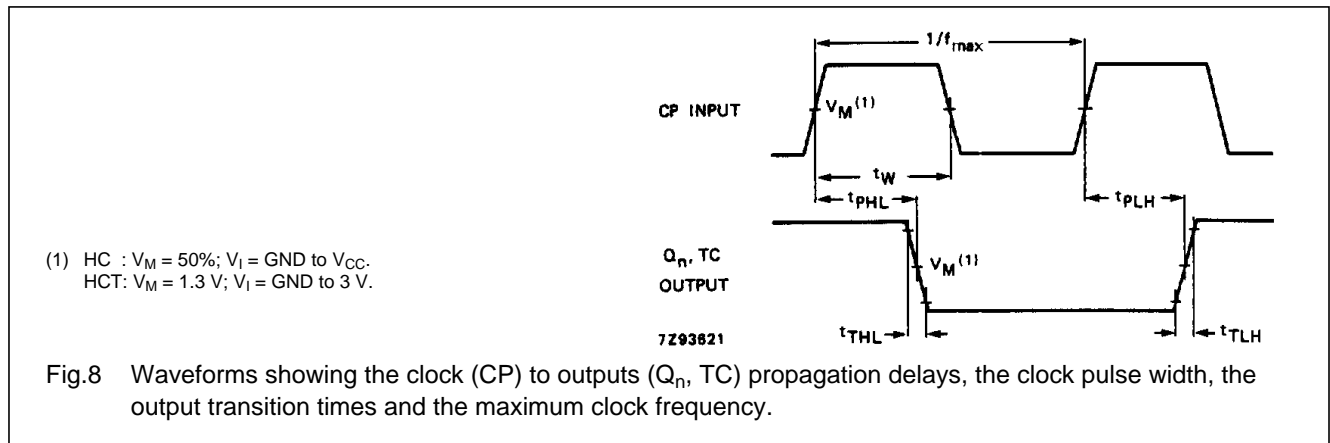 1/fmax
CP INPUT
VM(1)
tW
tPHL
tPLH
Qn, TC
OUTPUT
VM(1)
(1) HC : VM = 50%; VI = GND to VCC.
HCT: VM = 1.3 V; VI = GND to 3 V.
7Z93621
tTHL
tTLH
Fig.8 Waveforms showing the clock (CP) to outputs (Qn, TC) propagation delays, the clock pulse width, the
output transition times and the maximum clock frequency.